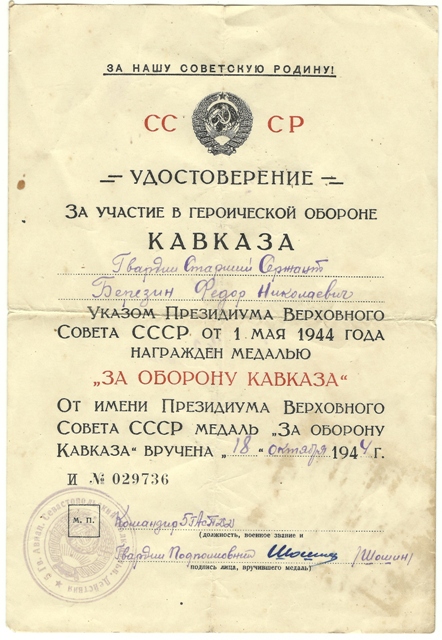 ЗА НАШУ СОВЕТСКУЮ РОДИНУ!
СС СР
УДОСТОВЕРЕНИЕ
ЗА УЧАСТИЕ В ГЕРОИЧЕСКОЙ ОБОРОНЕ
КАВКАЗА
Гвардии Старший Сержант
Березин Федор Николаевич
УКАЗОМ ПРЕЗИДИУМА ВЕРХОВНОГО
СОВЕТА СССР ОТ 1 МАЯ 1944 ГОДА
НАГРАЖДЕН МЕДАЛЬЮ
„ЗА ОБОРОНУ КАВКАЗА“
ОТ ИМЕНИ ПРЕЗИДИУМА ВЕРХОВНОГО
СОВЕТА СССР МЕДАЛЬ „ЗА ОБОРОНУ
КАВКАЗА“ ВРУЧЕНА „18“ октября 1944 Г.
И № 029736
М. П.
Командир
(должность, военное звание и
Гвардии Подполковник Шошин (Шошин)
(подпись лица, вручившего медаль)